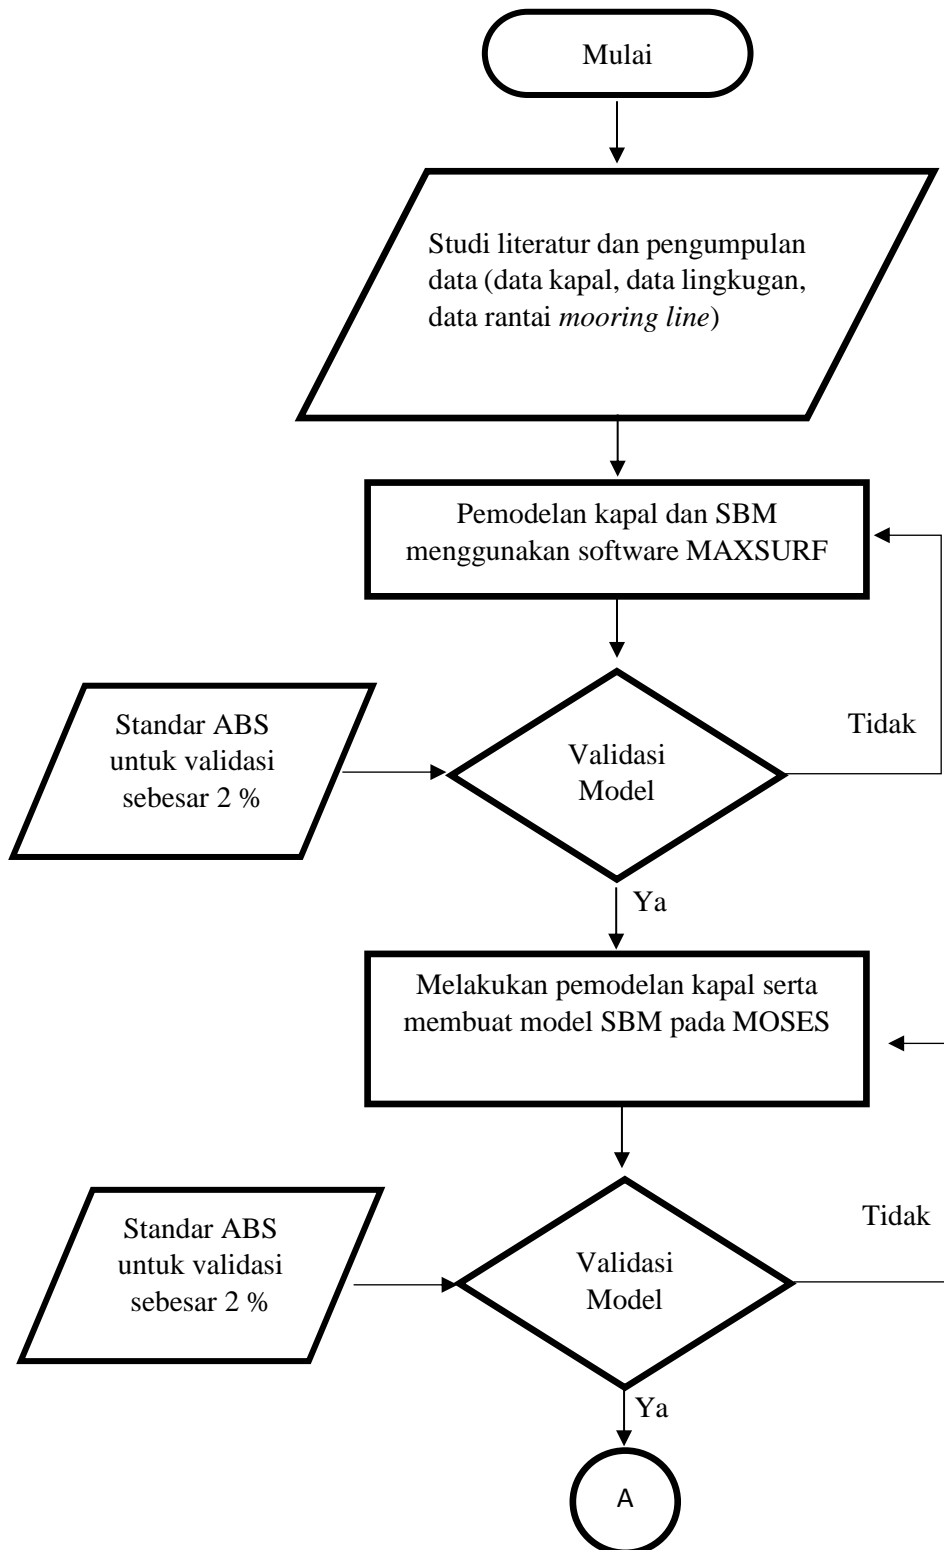 Mulai
Studi literatur dan pengumpulan
data (data kapal, data lingkugan,
data rantai mooring line)
Pemodelan kapal dan SBM
menggunakan software MAXSURF
Standar ABS
untuk validasi
sebesar 2 %
Validasi
Model
Tidak
Ya
Melakukan pemodelan kapal serta
membuat model SBM pada MOSES
Standar ABS
untuk validasi
sebesar 2 %
Validasi
Model
Tidak
Ya
A